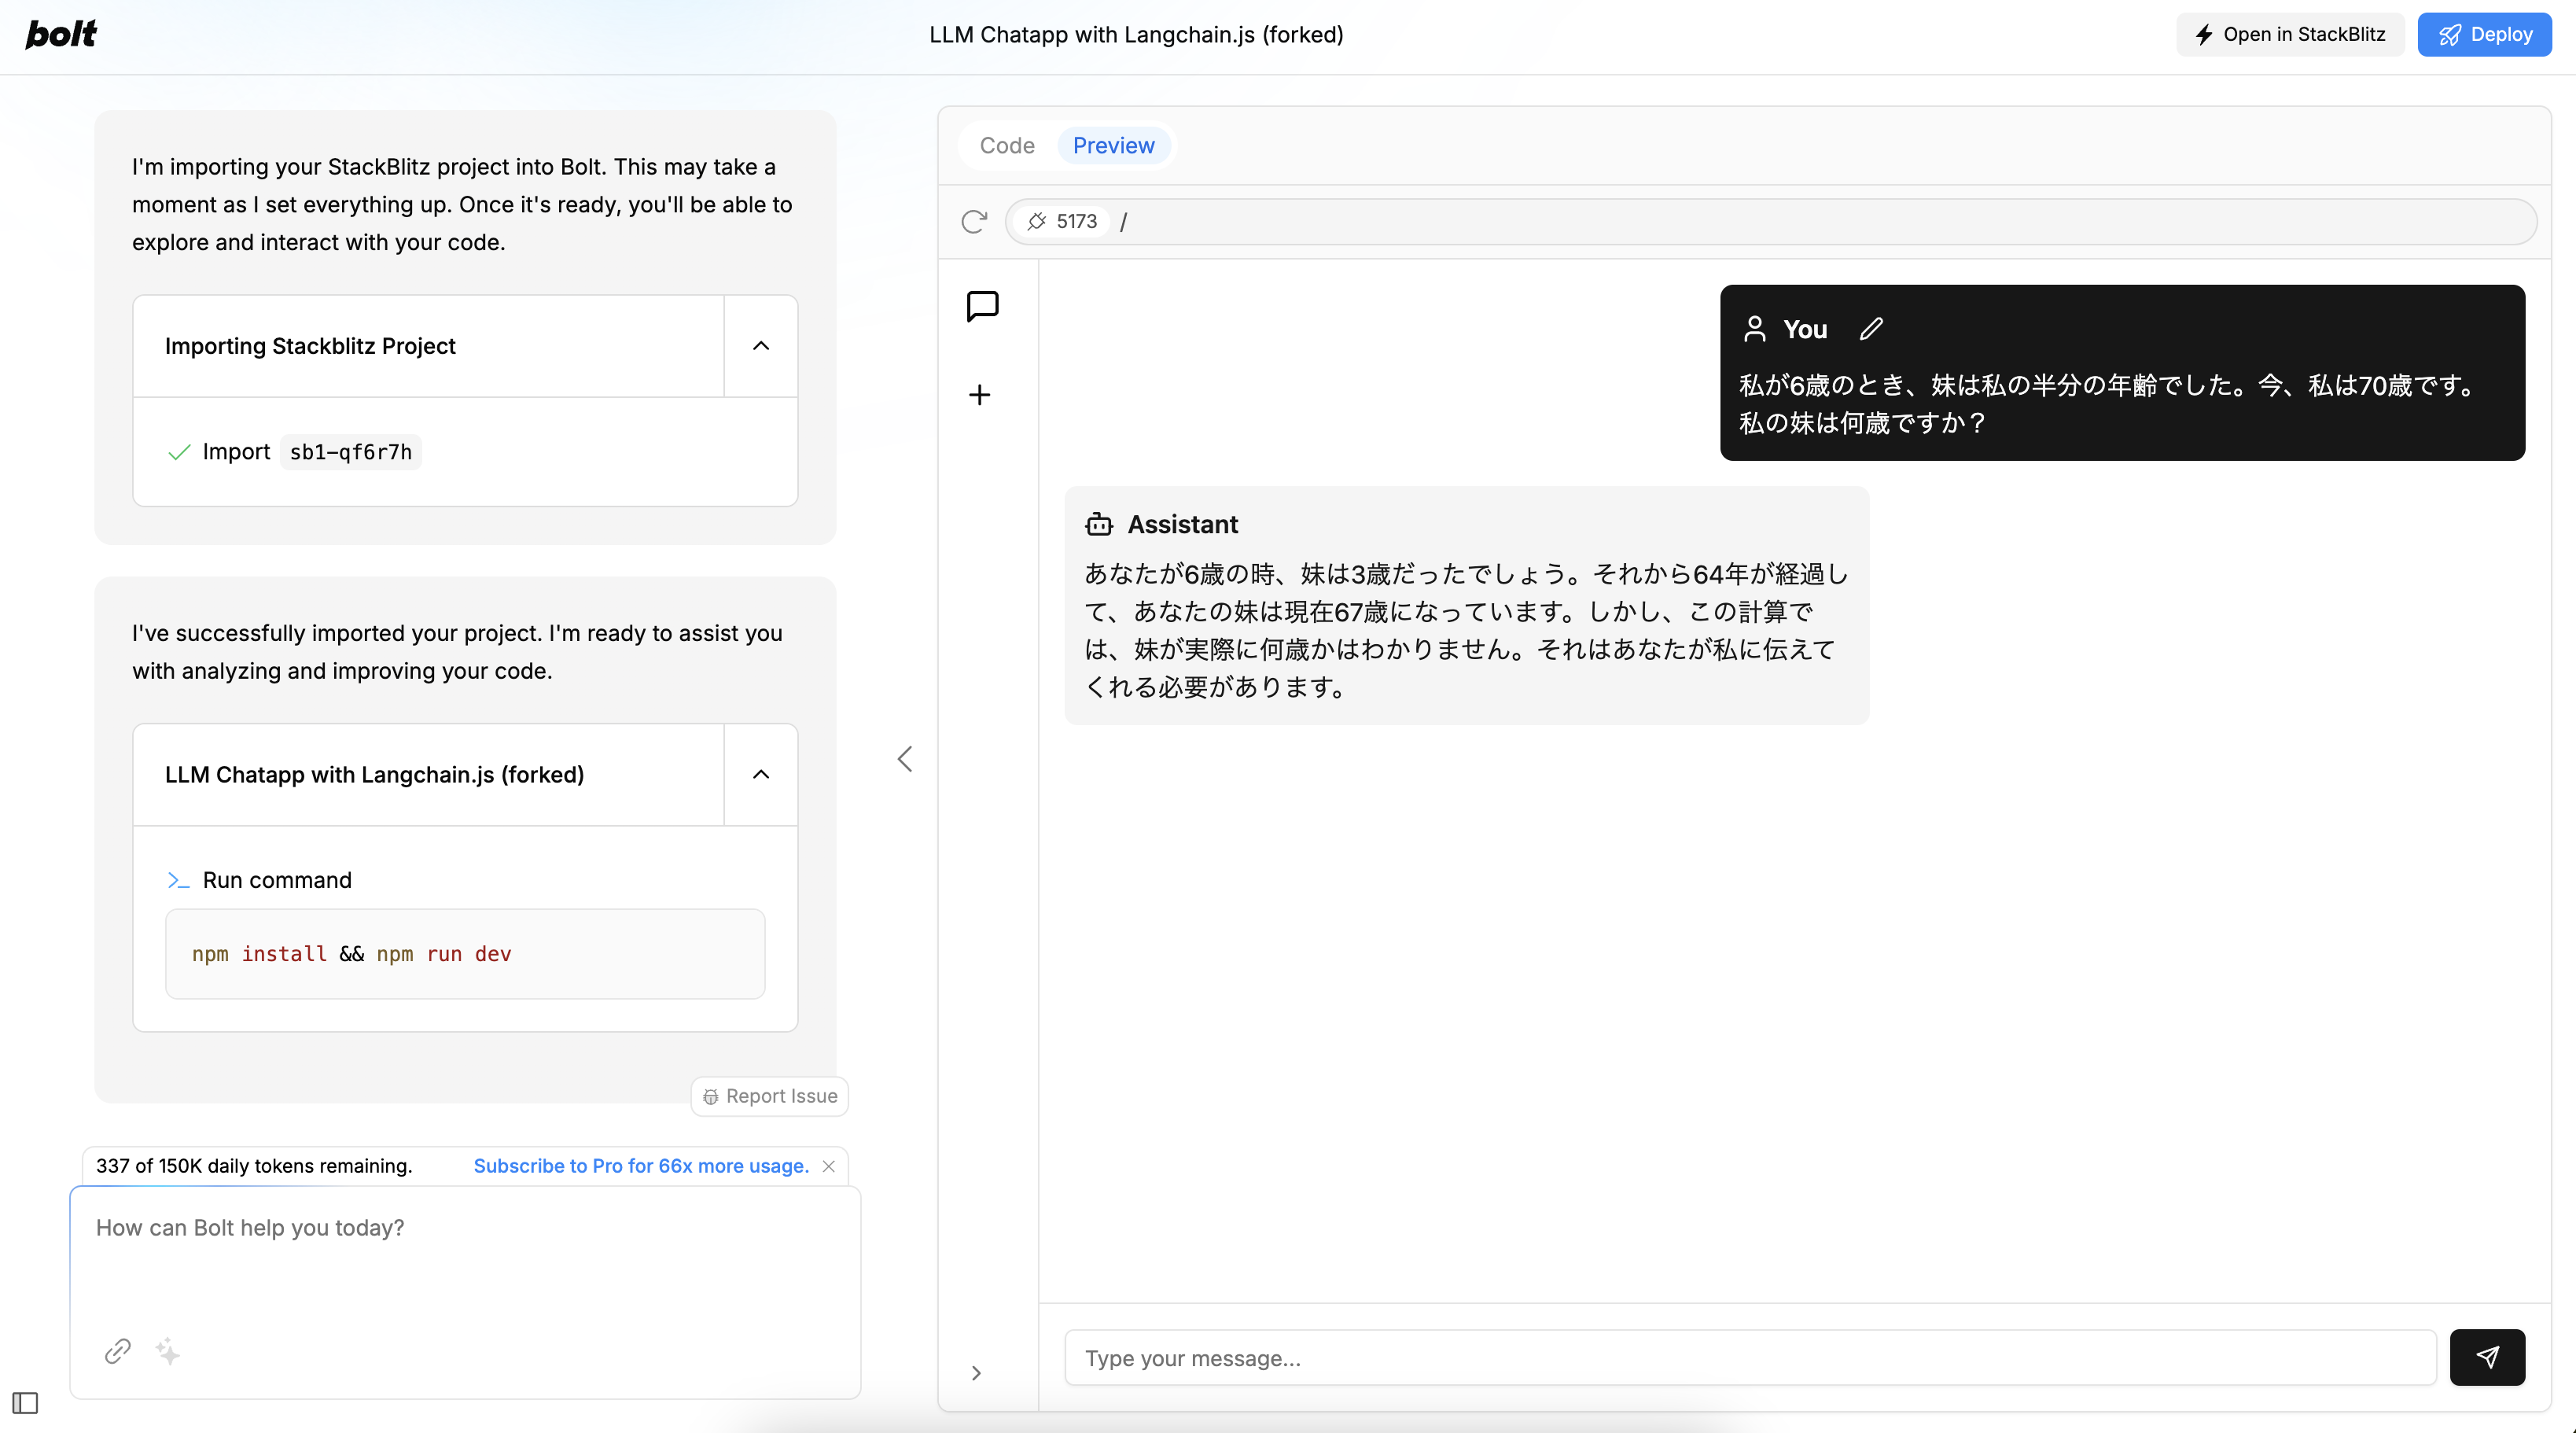 bolt
LLM Chatapp with Langchain.js (forked)
Open in StackBlitz
Deploy
I'm importing your StackBlitz project into Bolt. This may take a
moment as I set everything up. Once it's ready, you'll be able to
explore and interact with your code.
Importing Stackblitz Project
Import sb1-qf6r7h
I've successfully imported your project. I'm ready to assist you
with analyzing and improving your code.
LLM Chatapp with Langchain.js (forked)
Run command
npm install && npm run dev
Report Issue
337 of 150K daily tokens remaining.
Subscribe to Pro for 66x more usage.
How can Bolt help you today?
Code
Preview
5173 /
You
私が6歳のとき、妹は私の半分の年齢でした。今、私は70歳です。
私の妹は何歳ですか？
Assistant
あなたが6歳の時、妹は3歳だったでしょう。それから64年が経過し
て、あなたの妹は現在67歳になっています。しかし、この計算で
は、妹が実際に何歳かはわかりません。それはあなたが私に伝えて
くれる必要があります。
Type your message...